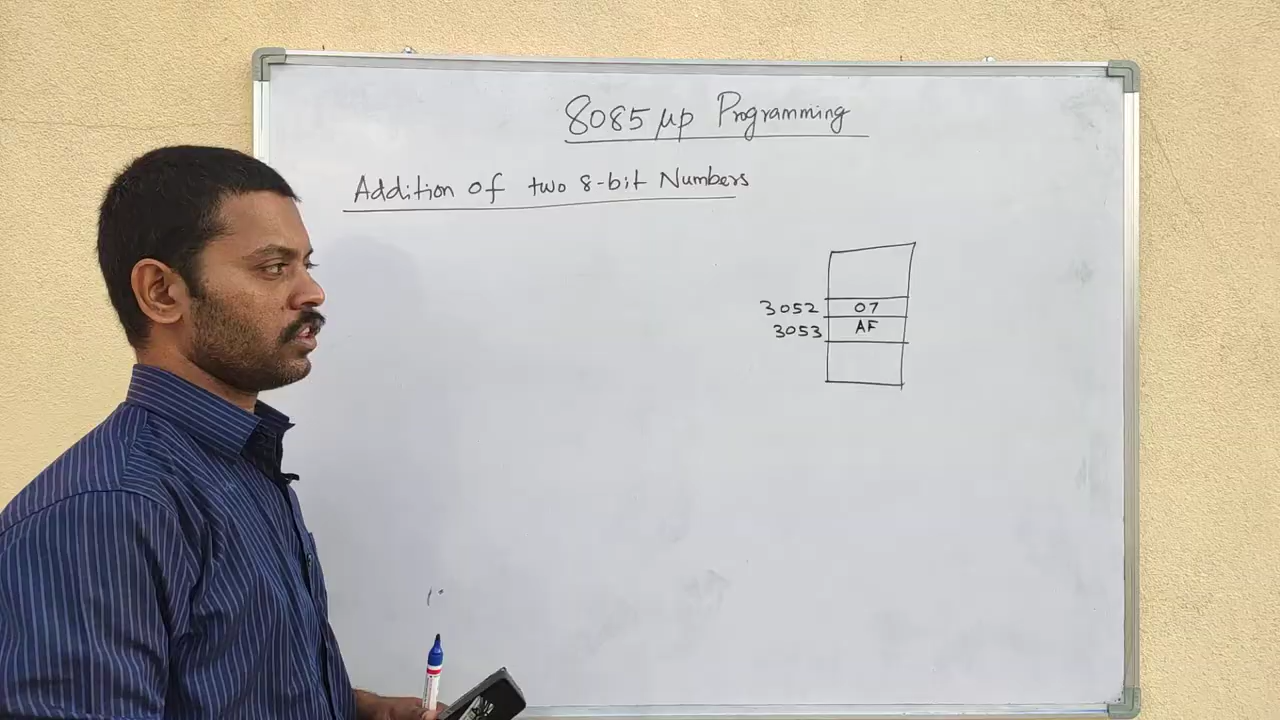 8085 μp Programming
Addition of two 8-bit Numbers
3052 07
3053 AF